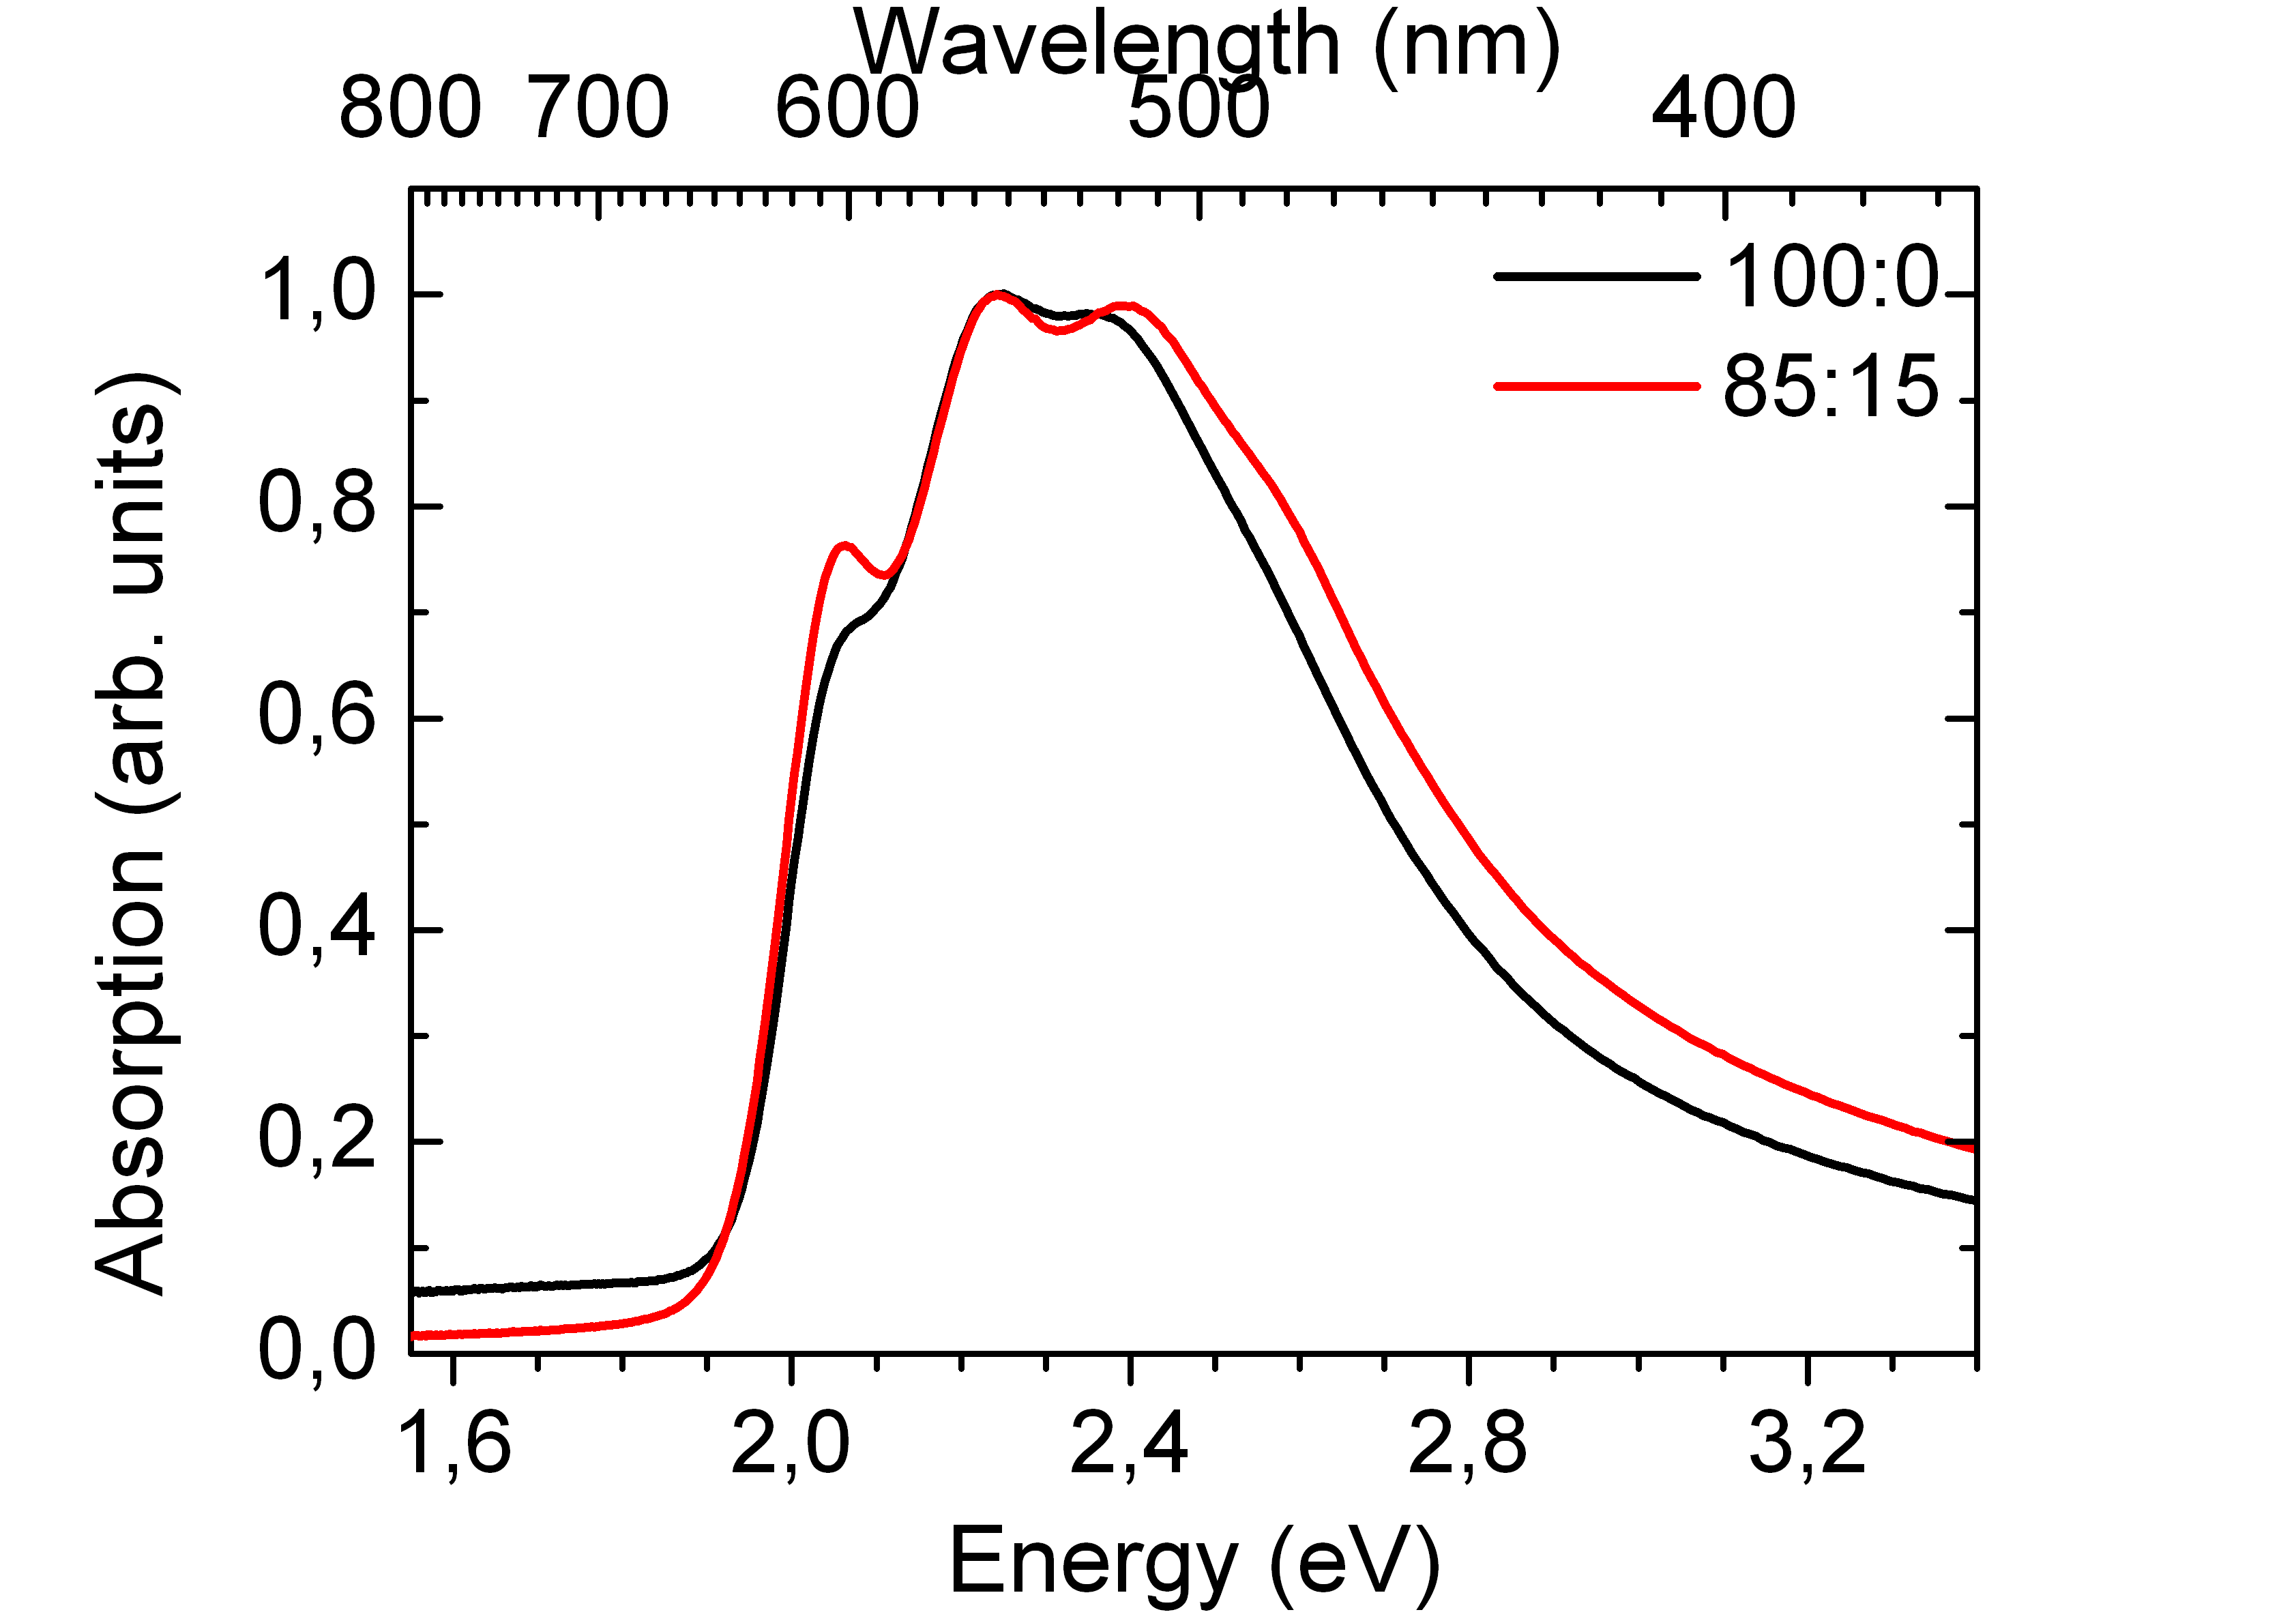 Wavelength (nm)
800 700 600 500 400
100:0
85:15
Absorption (arb. units)
1,0
0,8
0,6
0,4
0,2
0,0
1,6 2,0 2,4 2,8 3,2
Energy (eV)